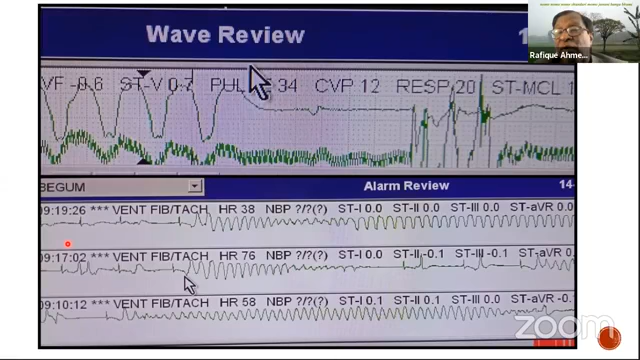 Wave Review
VF -0.6 ST-V 0.7 PUL 34 CVP 12 RESP 20 ST-MCL 1
BEGUM
Alarm Review
14-
09:19:26 *** VENT FIB/TACH HR 38 NBP ?/?(?) ST-I 0.0 ST-II 0.0 ST-III 0.0 ST-aVR 0.0
09:17:02 *** VENT FIB/TACH HR 76 NBP ?/?(?) ST-I 0.0 ST-II -0.1 ST-III -0.1 ST-aVR 0.0
09:10:12 *** VENT FIB/TACH HR 58 NBP ?/?(?) ST-I 0.1 ST-II 0.1 ST-III 0.0 ST-aVR -0.
Rafique Ahme...
zoom